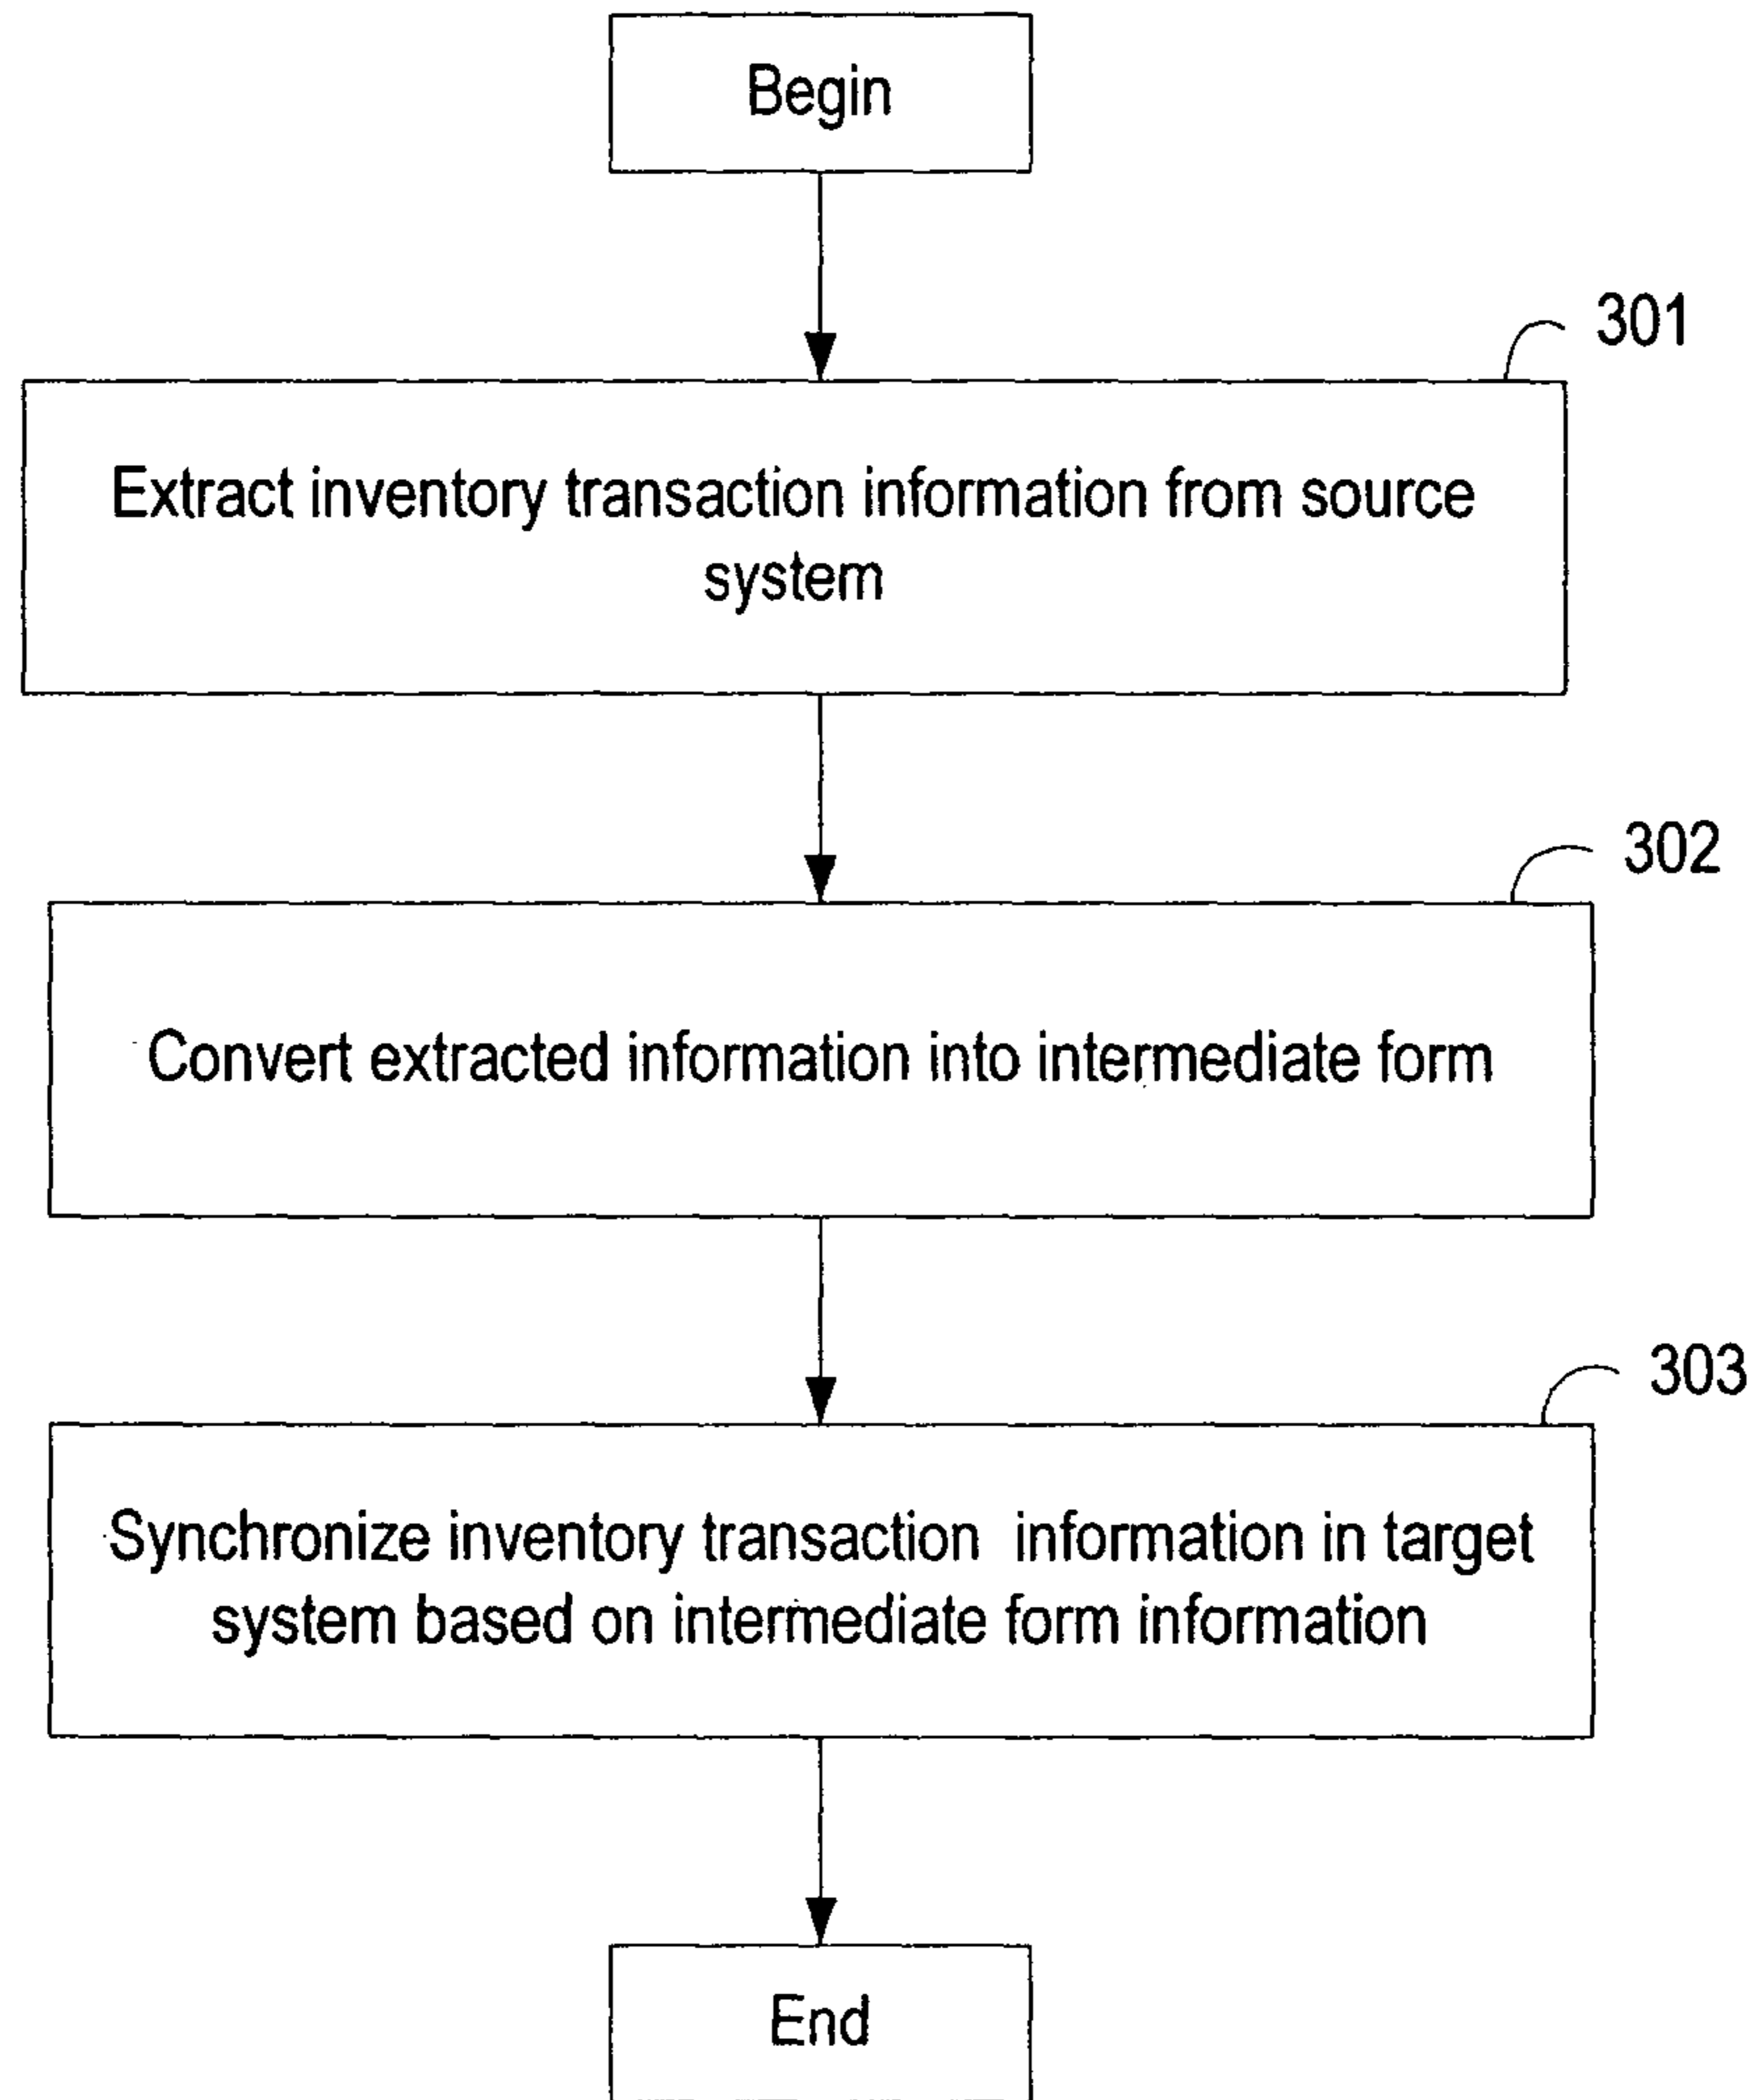 Begin
301
Extract inventory transaction information from source
system
302
Convert extracted information into intermediate form
303
Synchronize inventory transaction information in target
system based on intermediate form information
End